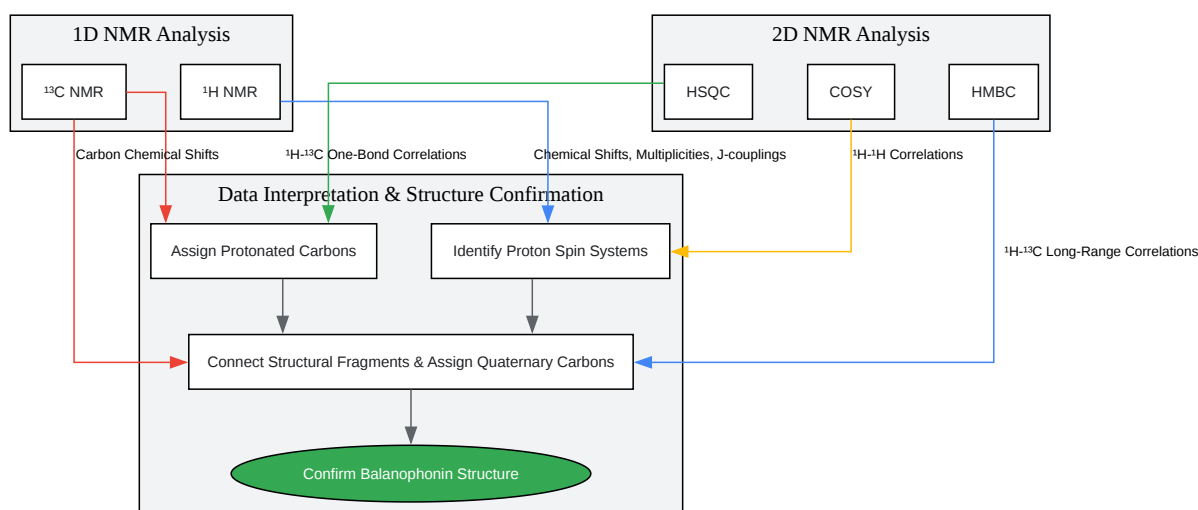 1D NMR Analysis
2D NMR Analysis
¹³C NMR
¹H NMR
HSQC
COSY
HMBC
Carbon Chemical Shifts
¹H-¹³C One-Bond Correlations
Chemical Shifts, Multiplicities, J-couplings
¹H-¹H Correlations
Data Interpretation & Structure Confirmation
Assign Protonated Carbons
Identify Proton Spin Systems
¹H-¹³C Long-Range Correlations
Connect Structural Fragments & Assign Quaternary Carbons
Confirm Balanophonin Structure